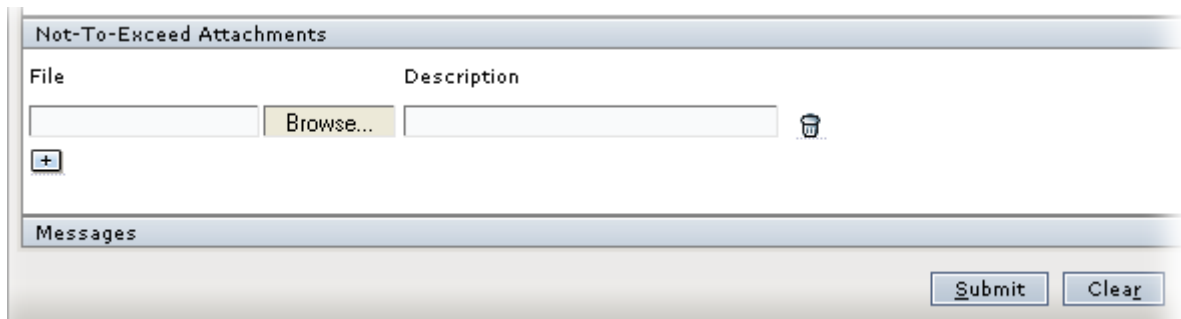 Not-To-Exceed Attachments
File Description
Browse...
+
Messages
Submit Clear